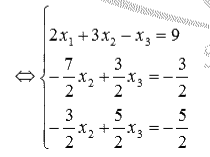 ⇔ { 2x₁ + 3x₂ − x₃ = 9
−7/2 x₂ + 3/2 x₃ = −3/2
−3/2 x₂ + 5/2 x₃ = −5/2